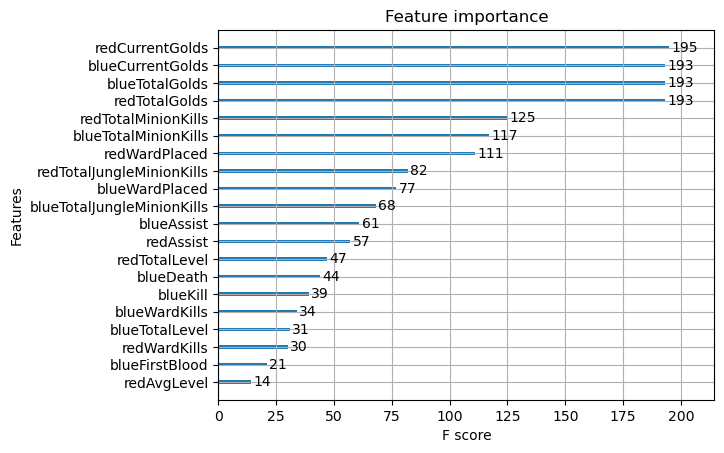 Feature importance
redCurrentGolds 195
blueCurrentGolds 193
blueTotalGolds 193
redTotalGolds 193
redTotalMinionKills 125
blueTotalMinionKills 117
redWardPlaced 111
redTotalJungleMinionKills 82
blueWardPlaced 77
blueTotalJungleMinionKills 68
blueAssist 61
redAssist 57
redTotalLevel 47
blueDeath 44
blueKill 39
blueWardKills 34
blueTotalLevel 31
redWardKills 30
blueFirstBlood 21
redAvgLevel 14
Features
0 25 50 75 100 125 150 175 200
F score